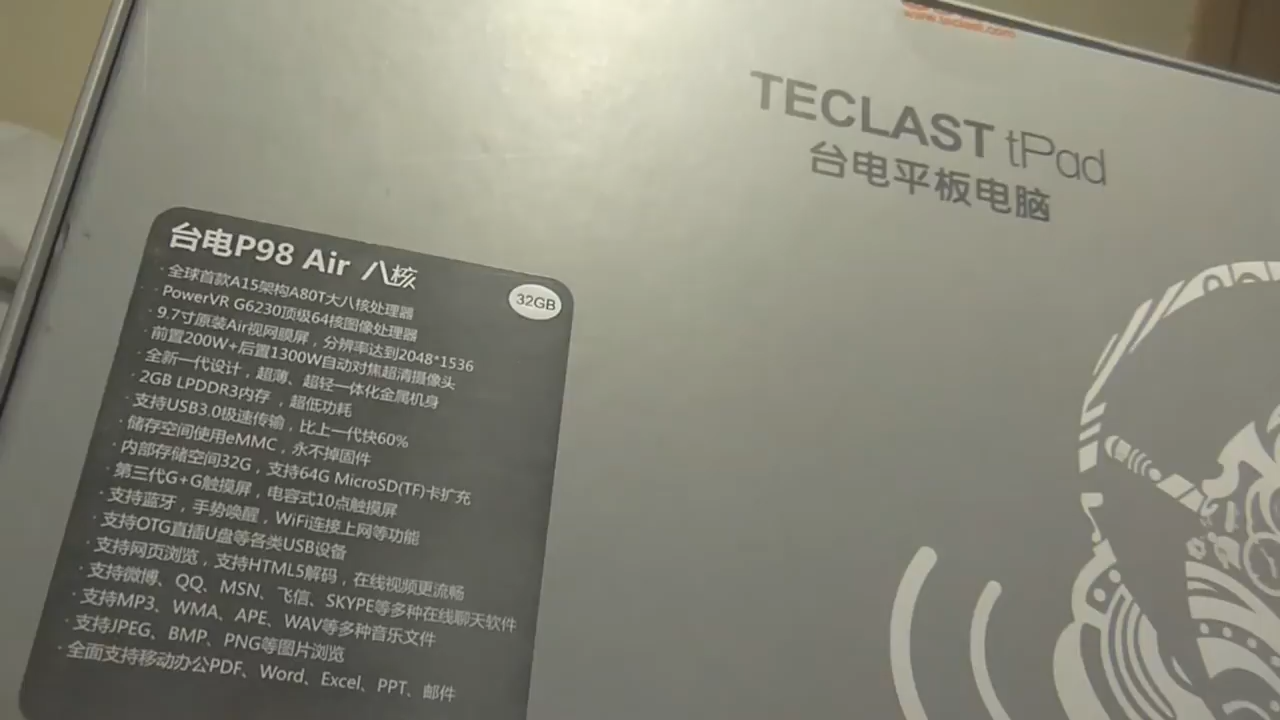 www.teclast.com
TECLAST tPad
台电平板电脑
台电P98 Air 八核
32GB
· 全球首款A15架构A80T大八核处理器
· PowerVR G6230顶级64核图像处理器
· 9.7寸原装Air视网膜屏，分辨率达到2048*1536
· 前置200W+后置1300W自动对焦超清摄像头
· 全新一代设计，超薄、超轻一体化金属机身
· 2GB LPDDR3内存 ，超低功耗
· 支持USB3.0极速传输，比上一代快60%
· 储存空间使用eMMC，永不掉固件
· 内部存储空间32G，支持64G MicroSD(TF)卡扩充
· 第三代G+G触摸屏，电容式10点触摸屏
· 支持蓝牙，手势唤醒，WiFi连接上网等功能
· 支持OTG直插U盘等各类USB设备
· 支持网页浏览，支持HTML5解码，在线视频更流畅
· 支持微博、QQ、MSN、飞信、SKYPE等多种在线聊天软件
· 支持MP3、WMA、APE、WAV等多种音乐文件
· 支持JPEG、BMP、PNG等图片浏览
· 全面支持移动办公PDF、Word、Excel、PPT、邮件